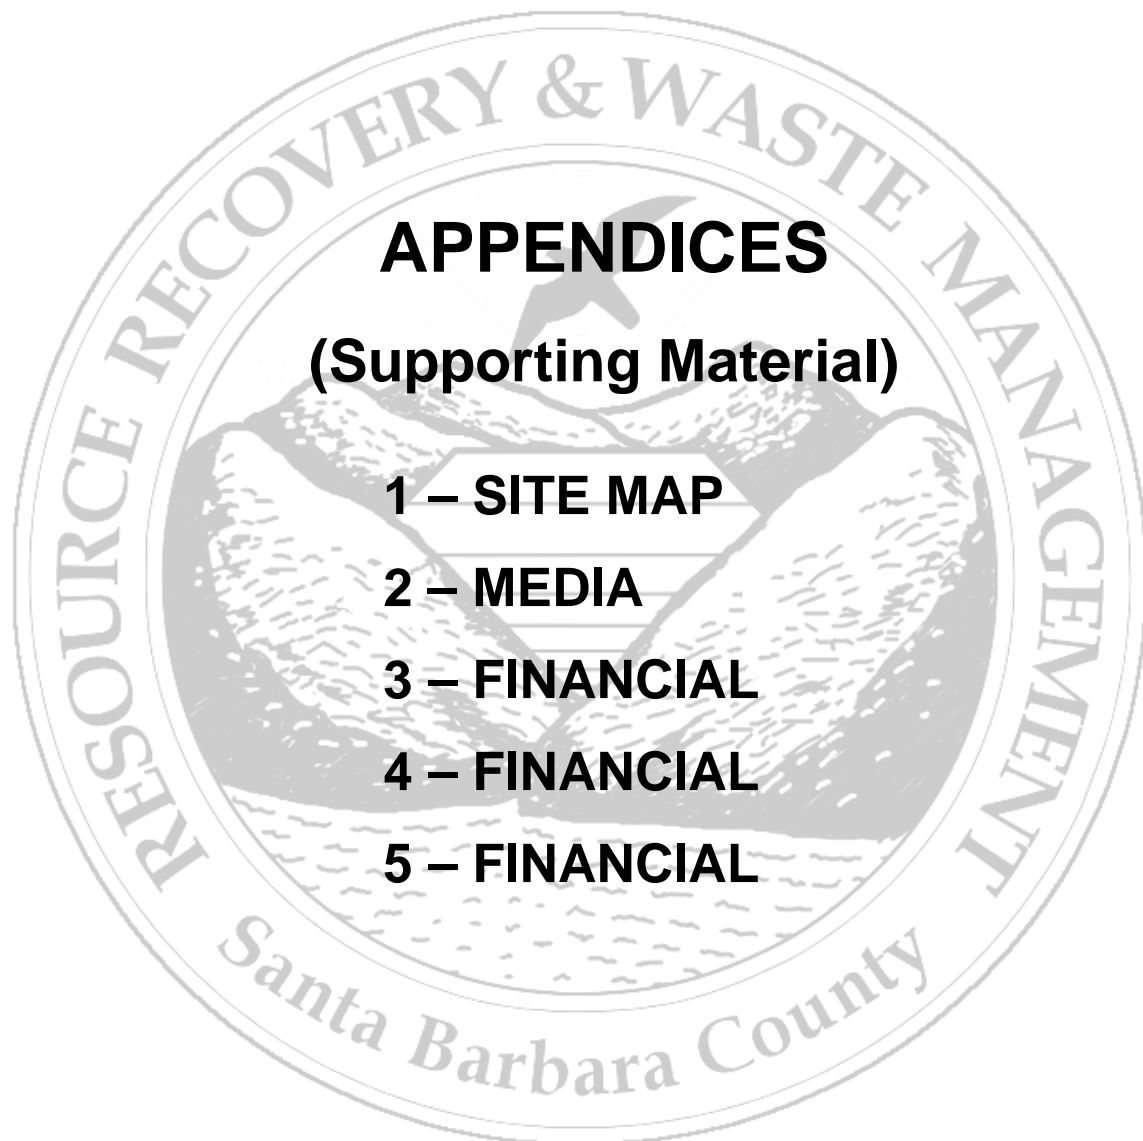 RESOURCE RECOVERY & WASTE MANAGEMENT
APPENDICES
(Supporting Material)
1 – SITE MAP
2 – MEDIA
3 – FINANCIAL
4 – FINANCIAL
5 – FINANCIAL
Santa Barbara County